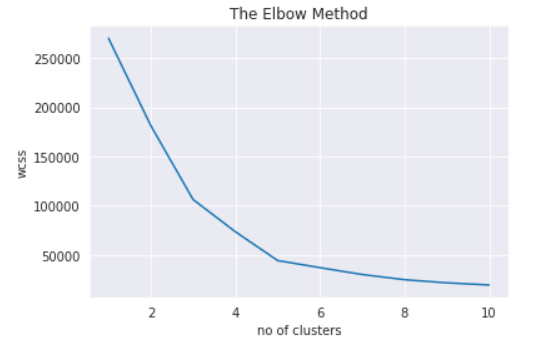 The Elbow Method
250000
200000
150000
100000
50000
wcss
2 4 6 8 10
no of clusters